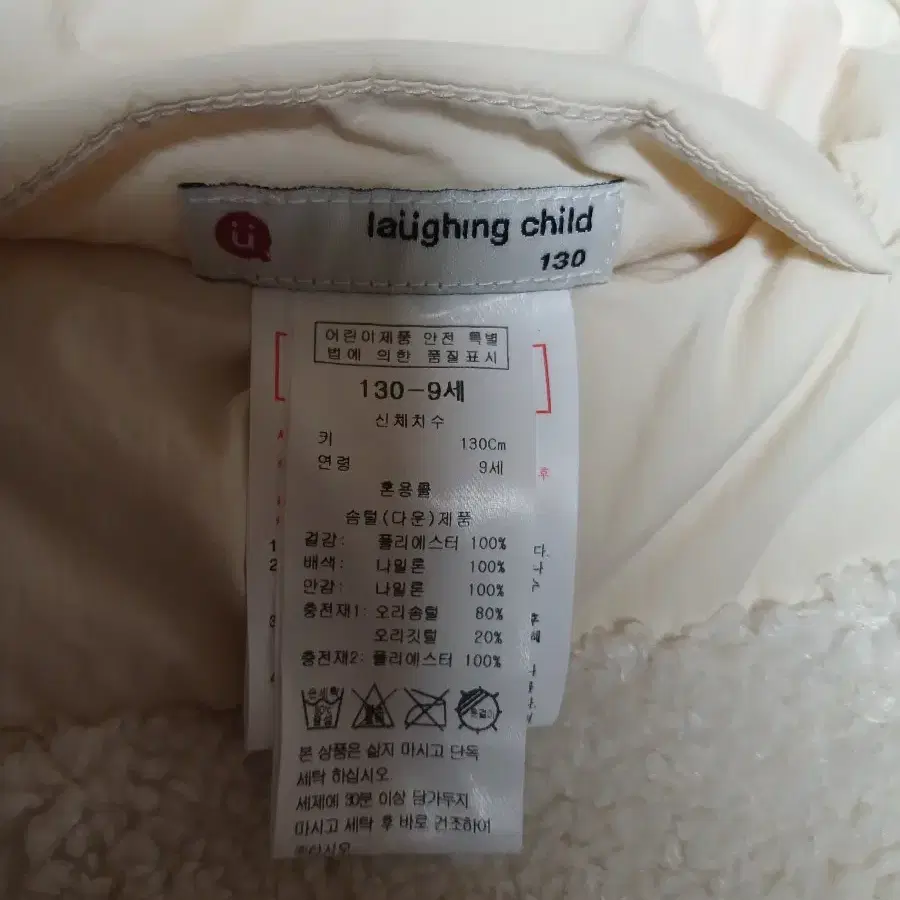 ü
laüghing child
130
어린이제품 안전 특별
법에 의한 품질표시
130-9세
신체치수
키 130Cm
연령 9세
혼용율
솜털(다운)제품
겉감: 폴리에스터 100%
배색: 나일론 100%
안감: 나일론 100%
충전재1: 오리솜털 80%
오리깃털 20%
충전재2: 폴리에스터 100%
본 상품은 삶지 마시고 단독
세탁 하십시오
세제에 30분 이상 담가두지
마시고 세탁 후 바로 건조하여